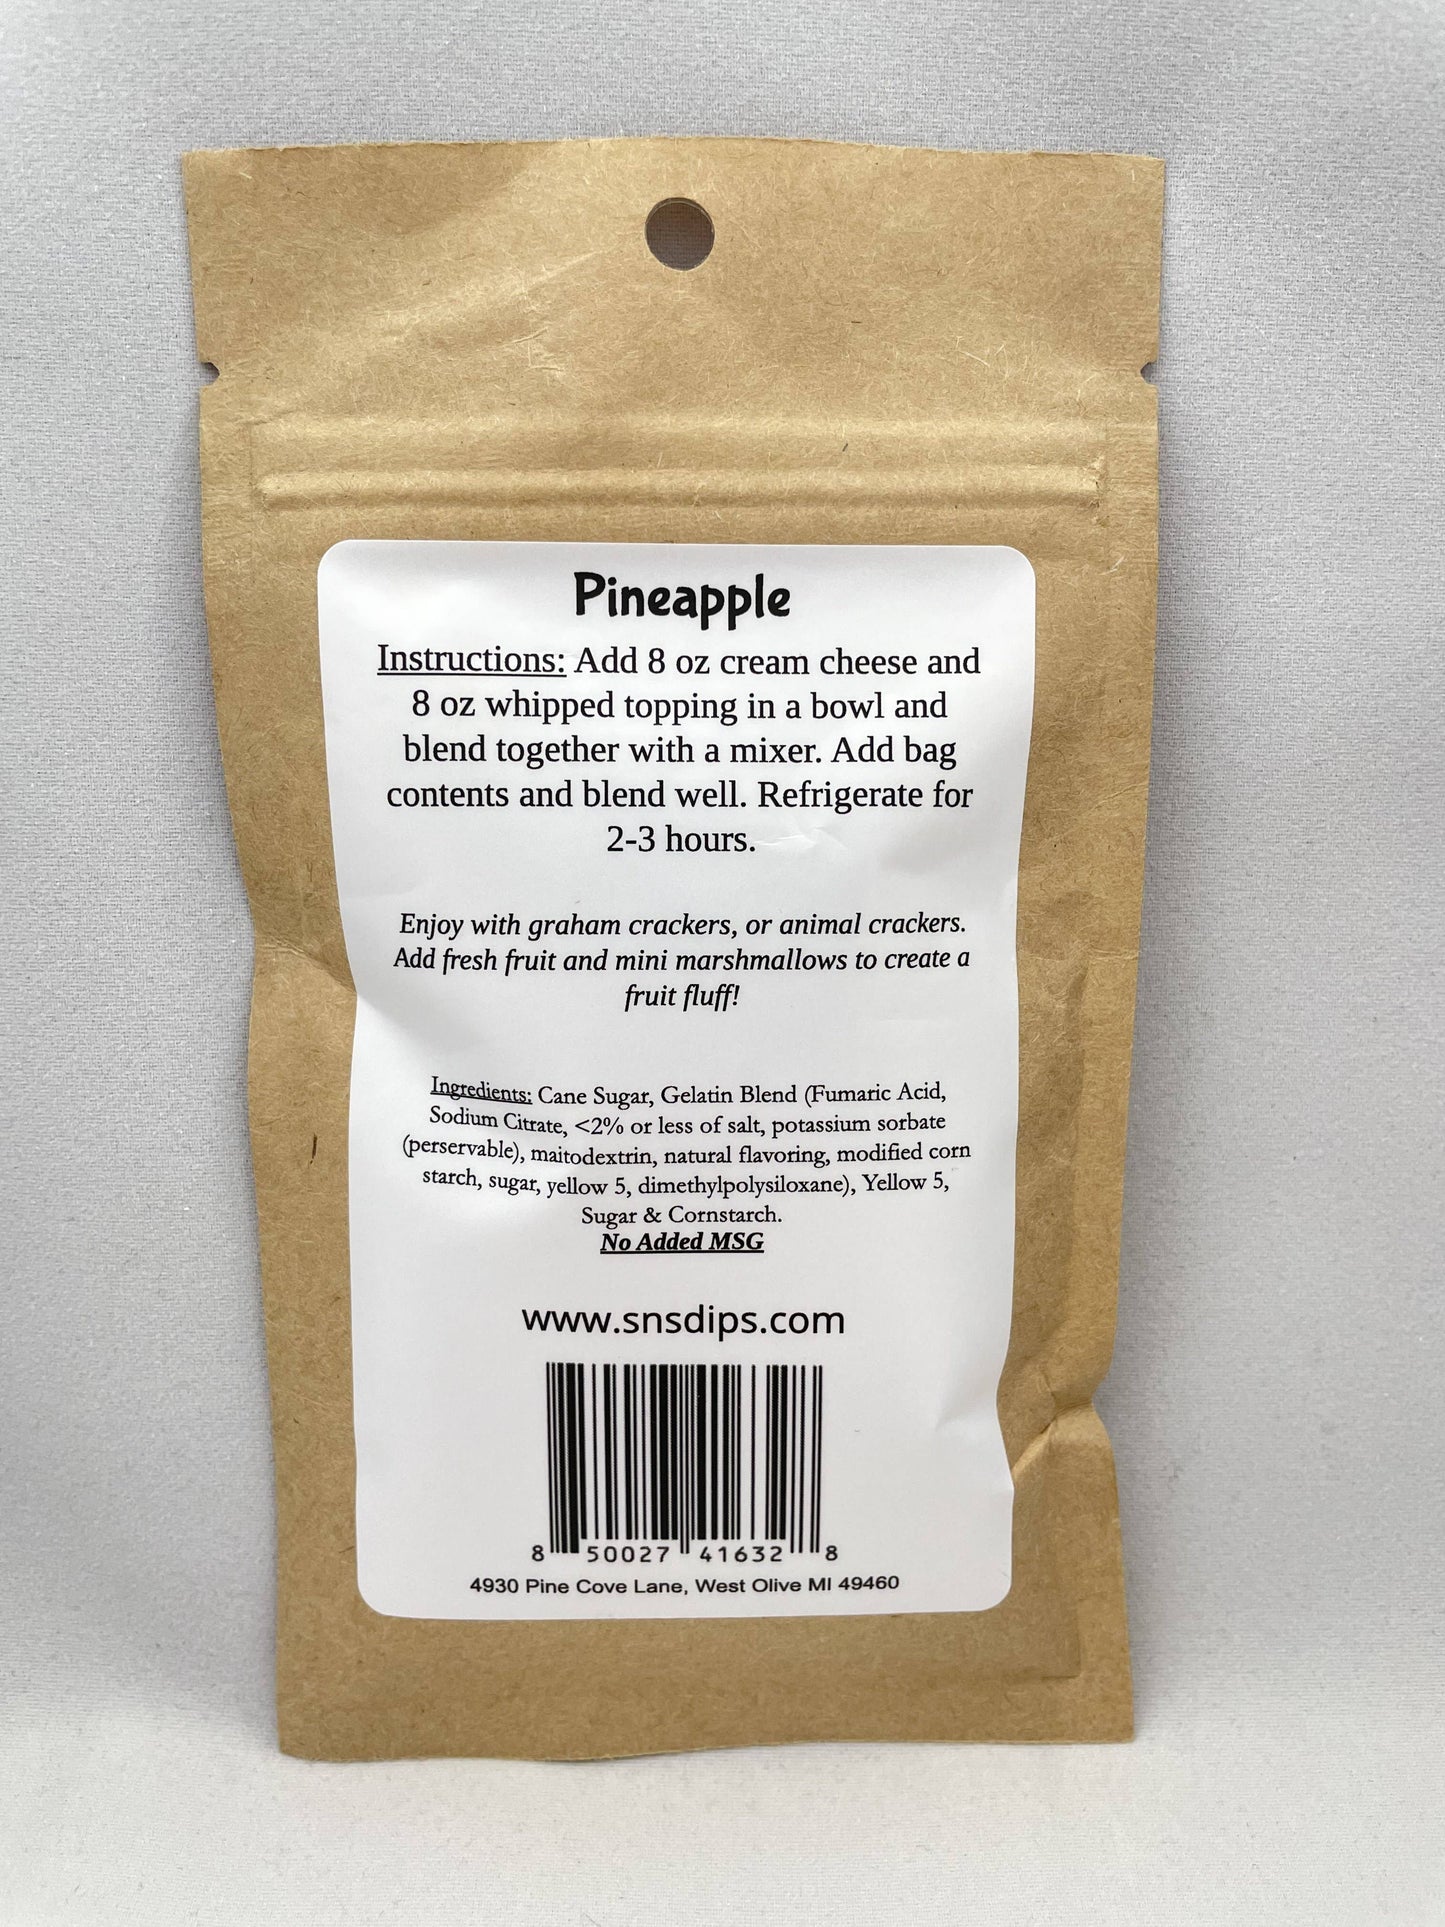 Pineapple
Instructions: Add 8 oz cream cheese and
8 oz whipped topping in a bowl and
blend together with a mixer. Add bag
contents and blend well. Refrigerate for
2-3 hours.
Enjoy with graham crackers, or animal crackers.
Add fresh fruit and mini marshmallows to create a
fruit fluff!
Ingredients: Cane Sugar, Gelatin Blend (Fumaric Acid,
Sodium Citrate, <2% or less of salt, potassium sorbate
(perservable), maitodextrin, natural flavoring, modified corn
starch, sugar, yellow 5, dimethylpolysiloxane), Yellow 5,
Sugar & Cornstarch.
No Added MSG
www.snsdips.com
8 50027 41632 8
4930 Pine Cove Lane, West Olive MI 49460